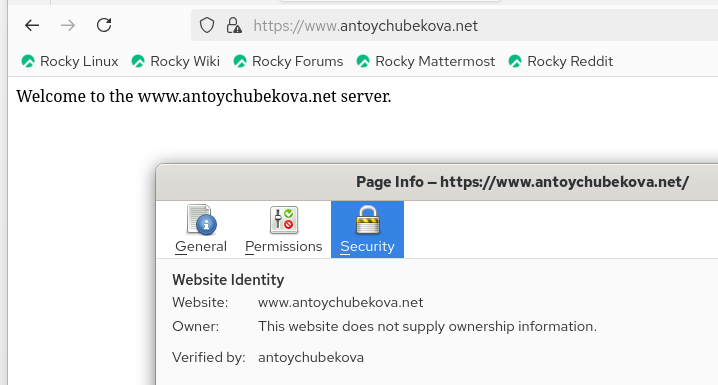 https://www.antoychubekova.net
Rocky Linux Rocky Wiki Rocky Forums Rocky Mattermost Rocky Reddit
Welcome to the www.antoychubekova.net server.
Page Info — https://www.antoychubekova.net/
General Permissions Security
Website Identity
Website: www.antoychubekova.net
Owner: This website does not supply ownership information.
Verified by: antoychubekova